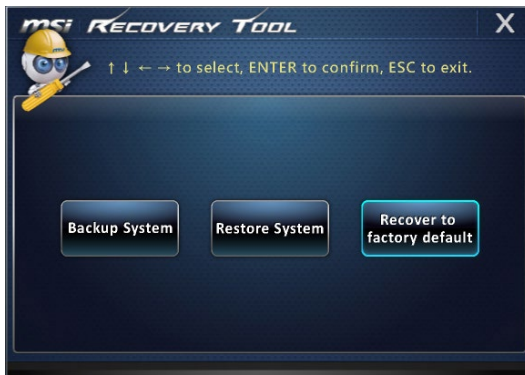 msi RECOVERY TOOL X
↑ ↓ ← → to select, ENTER to confirm, ESC to exit.
Backup System
Restore System
Recover to
factory default